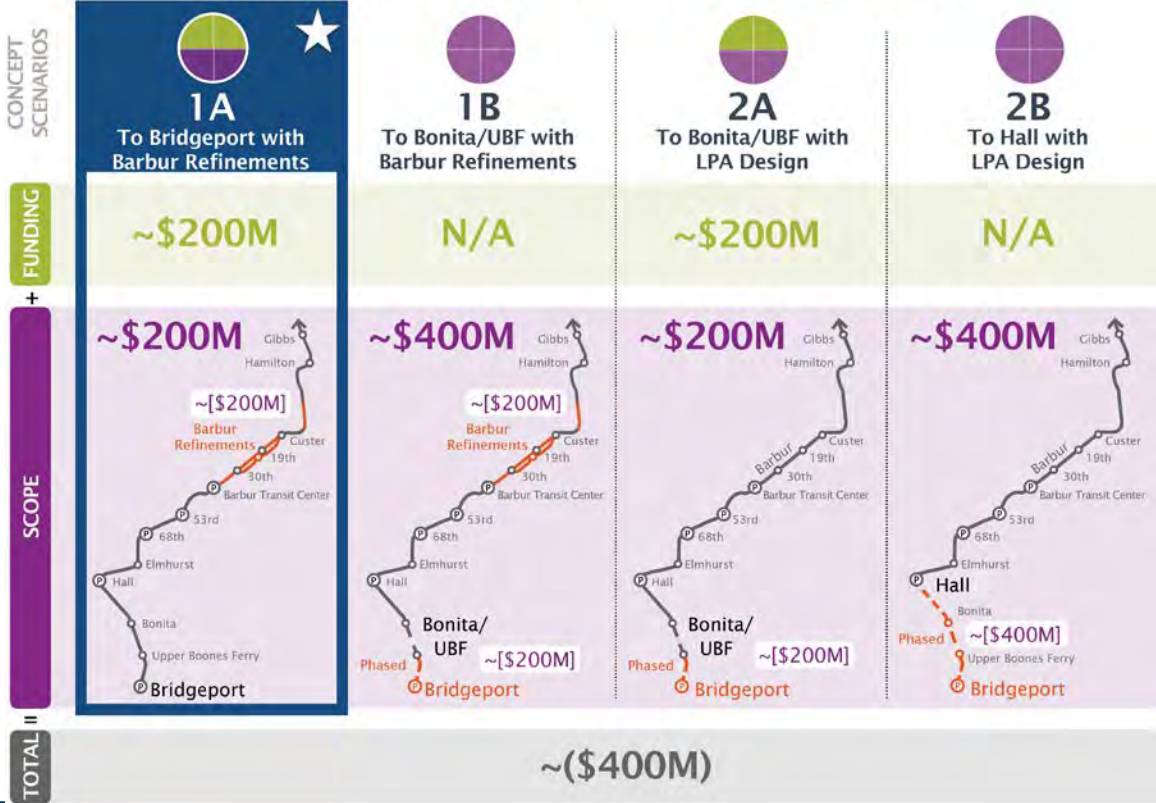 CONCEPT
SCENARIOS
1A
To Bridgeport with
Barbur Refinements
1B
To Bonita/UBF with
Barbur Refinements
2A
To Bonita/UBF with
LPA Design
2B
To Hall with
LPA Design
FUNDING
~$200M
N/A
~$200M
N/A
+
SCOPE
~$200M
Gibbs
Hamilton
~[$200M]
Barbur
Refinements
Custer
19th
30th
Barbur Transit Center
P
P 53rd
P 68th
Elmhurst
P Hall
Bonita
Upper Boones Ferry
P Bridgeport
~$400M
Gibbs
Hamilton
~[$200M]
Barbur
Refinements
Custer
19th
30th
P
Barbur Transit Center
P 53rd
P 68th
Elmhurst
P Hall
Bonita/
UBF
Phased
~[$200M]
P Bridgeport
~$200M
Gibbs
Hamilton
Barbur
Custer
19th
30th
P
Barbur Transit Center
P 53rd
P 68th
Elmhurst
P Hall
Bonita/
UBF
Phased
~[$200M]
P Bridgeport
~$400M
Gibbs
Hamilton
Barbur
Custer
19th
30th
P
Barbur Transit Center
P 53rd
P 68th
Elmhurst
P Hall
Bonita
Phased
~[$400M]
Upper Boones Ferry
P Bridgeport
=
TOTAL
~($400M)